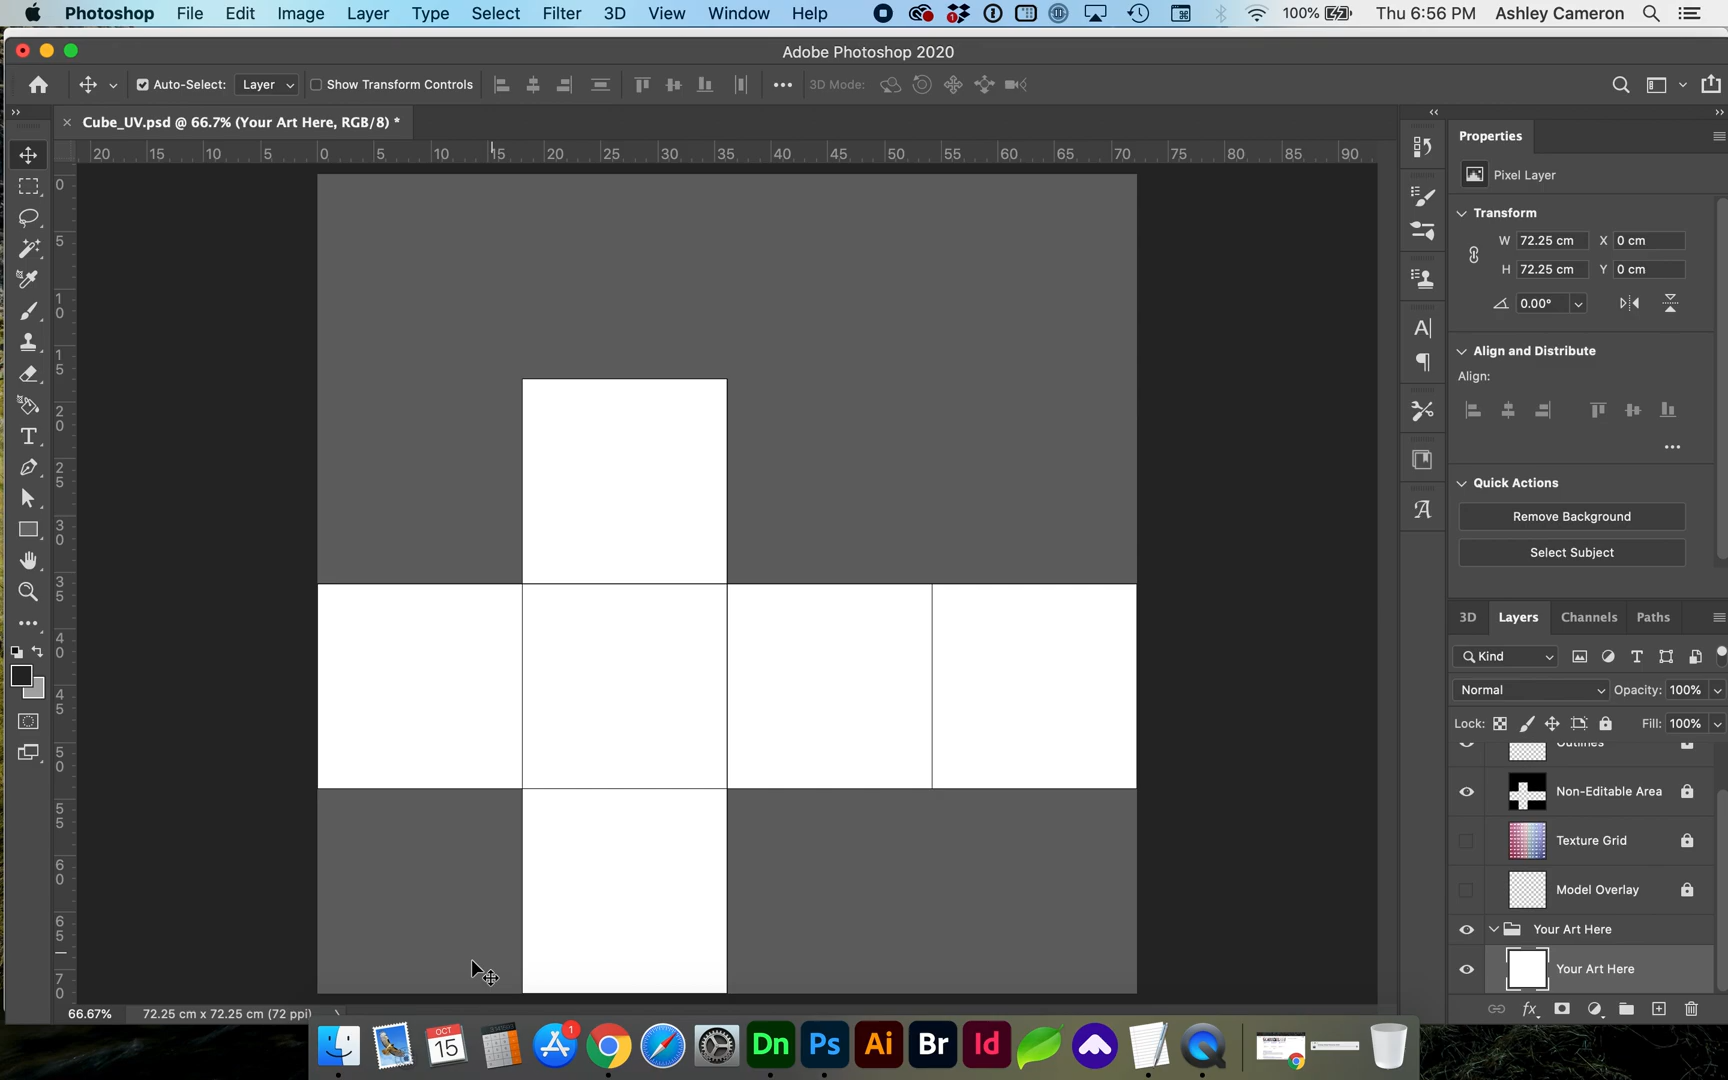 Photoshop File Edit Image Layer Type Select Filter 3D View Window Help 1 100% Thu 6:56 PM Ashley Cameron
Adobe Photoshop 2020
Auto-Select: Layer Show Transform Controls 3D Mode:
Cube_UV.psd @ 66.7% (Your Art Here, RGB/8) *
20 15 10 5 0 5 10 15 20 25 30 35 40 45 50 55 60 65 70 75 80 85 90
0
5
10
15
20
25
30
35
40
45
50
55
60
65
70
Properties
Pixel Layer
Transform
W 72.25 cm X 0 cm
H 72.25 cm Y 0 cm
0.00°
Align and Distribute
Align:
Quick Actions
Remove Background
Select Subject
3D Layers Channels Paths
Kind
Normal Opacity: 100%
Lock: Fill: 100%
Outlines
Non-Editable Area
Texture Grid
Model Overlay
Your Art Here
Your Art Here
66.67% 72.25 cm x 72.25 cm (72 ppi)
OCT
15
1
Dn Ps Ai Br Id